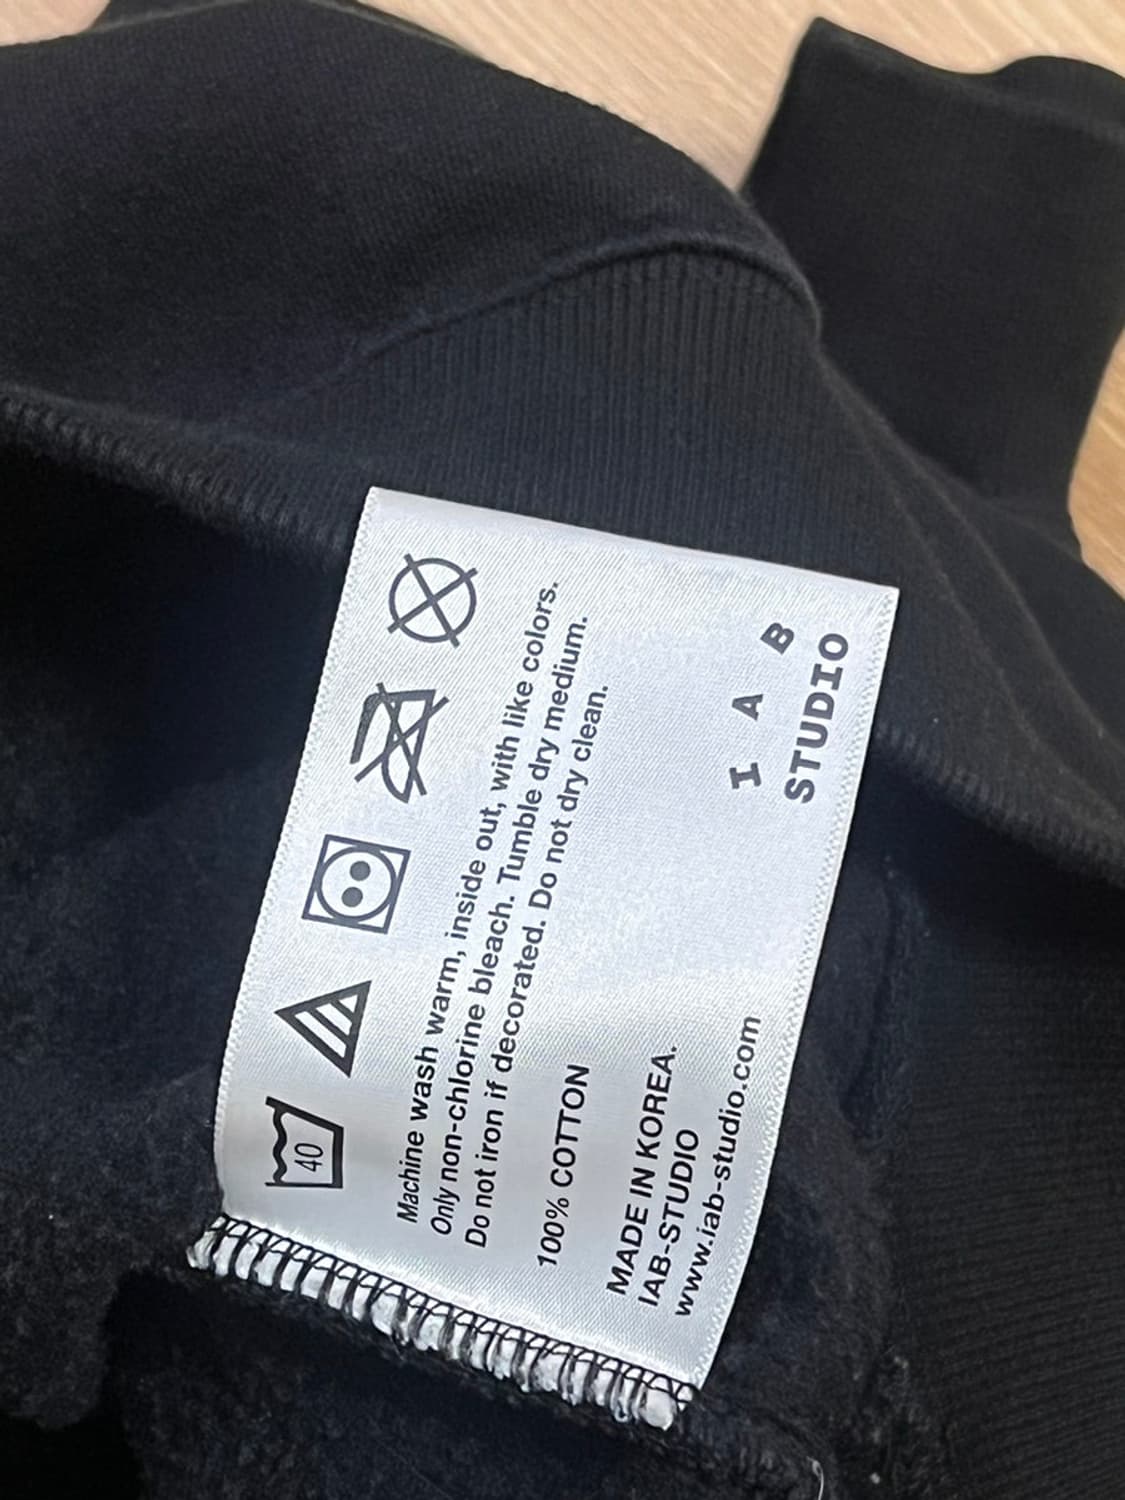 40
Machine wash warm, inside out, with like colors.
Only non-chlorine bleach. Tumble dry medium.
Do not iron if decorated. Do not dry clean.
100% COTTON
MADE IN KOREA.
IAB-STUDIO
www.iab-studio.com
I A B
STUDIO